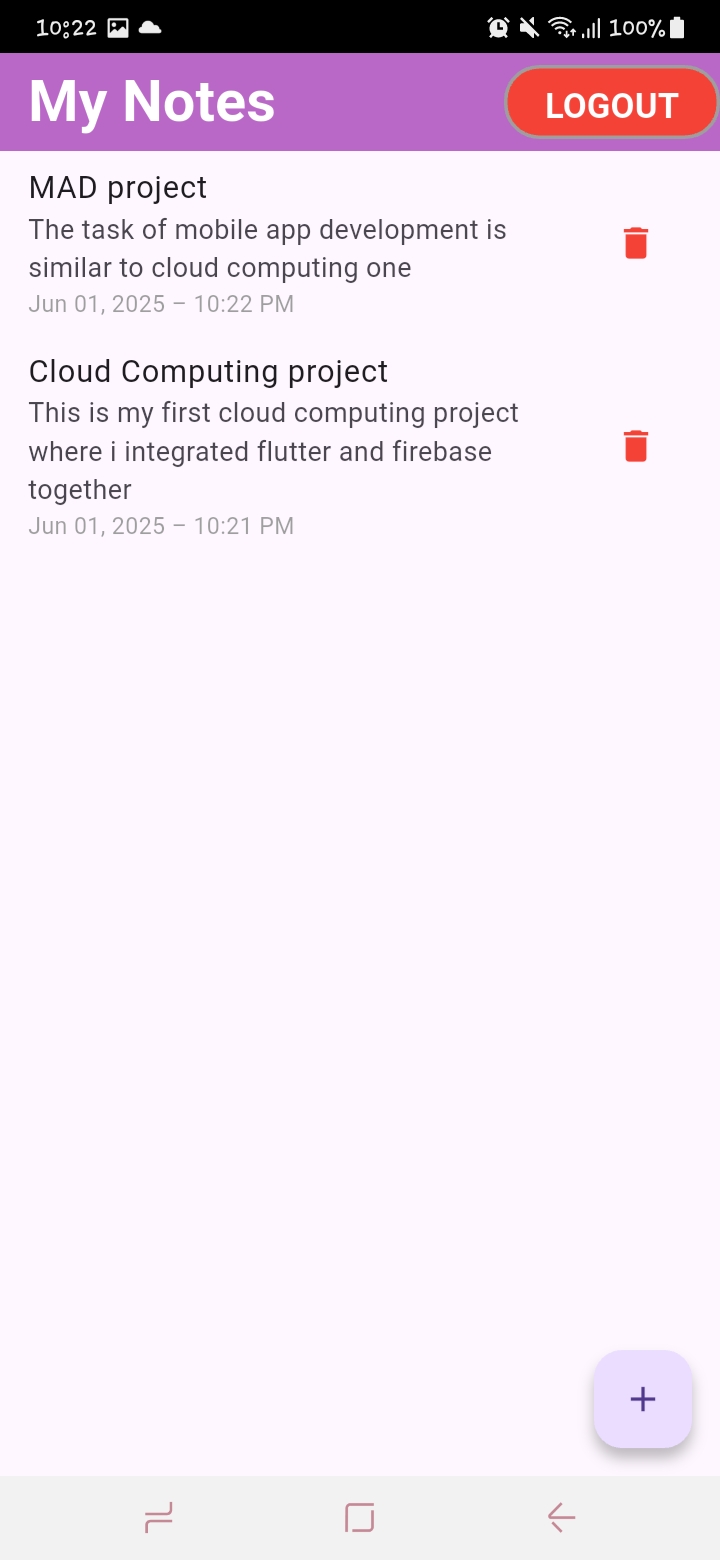 10:22 100%
My Notes
LOGOUT
MAD project
The task of mobile app development is
similar to cloud computing one
Jun 01, 2025 – 10:22 PM
Cloud Computing project
This is my first cloud computing project
where i integrated flutter and firebase
together
Jun 01, 2025 – 10:21 PM
+